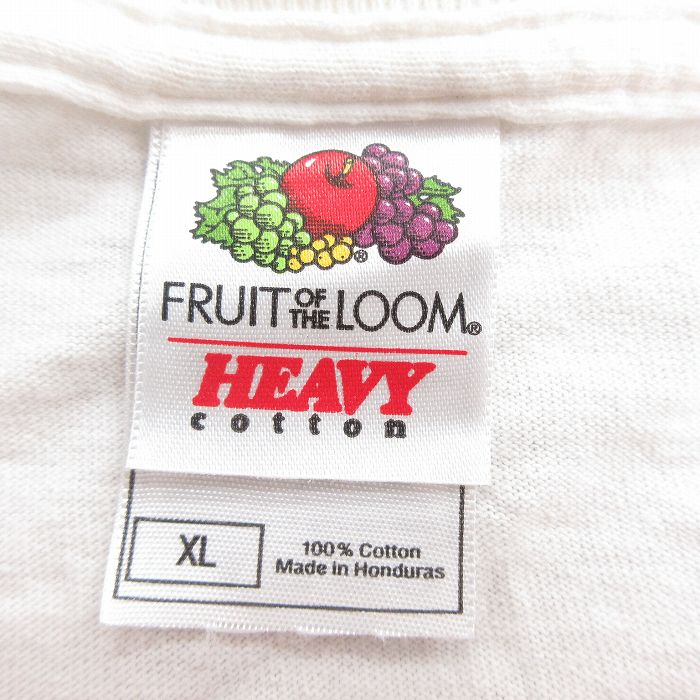 FRUIT OF THE LOOM®
HEAVY
cotton
XL
100% Cotton
Made in Honduras